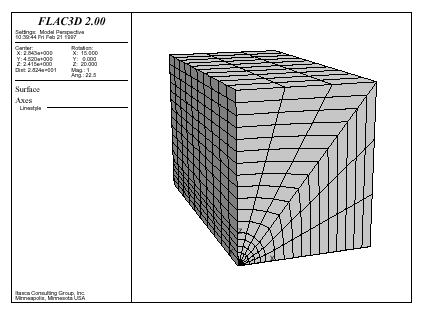 FLAC3D 2.00
Settings: Model Perspective
10:39:44 Fri Feb 21 1997
Center: Rotation:
X: 2.843e+000 X: 15.000
Y: 4.520e+000 Y: 0.000
Z: 2.415e+000 Z: 20.000
Dist: 2.824e+001 Mag.: 1
Ang.: 22.5
Surface
Axes
Linestyle
Z
X
Itasca Consulting Group, Inc.
Minneapolis, Minnesota USA